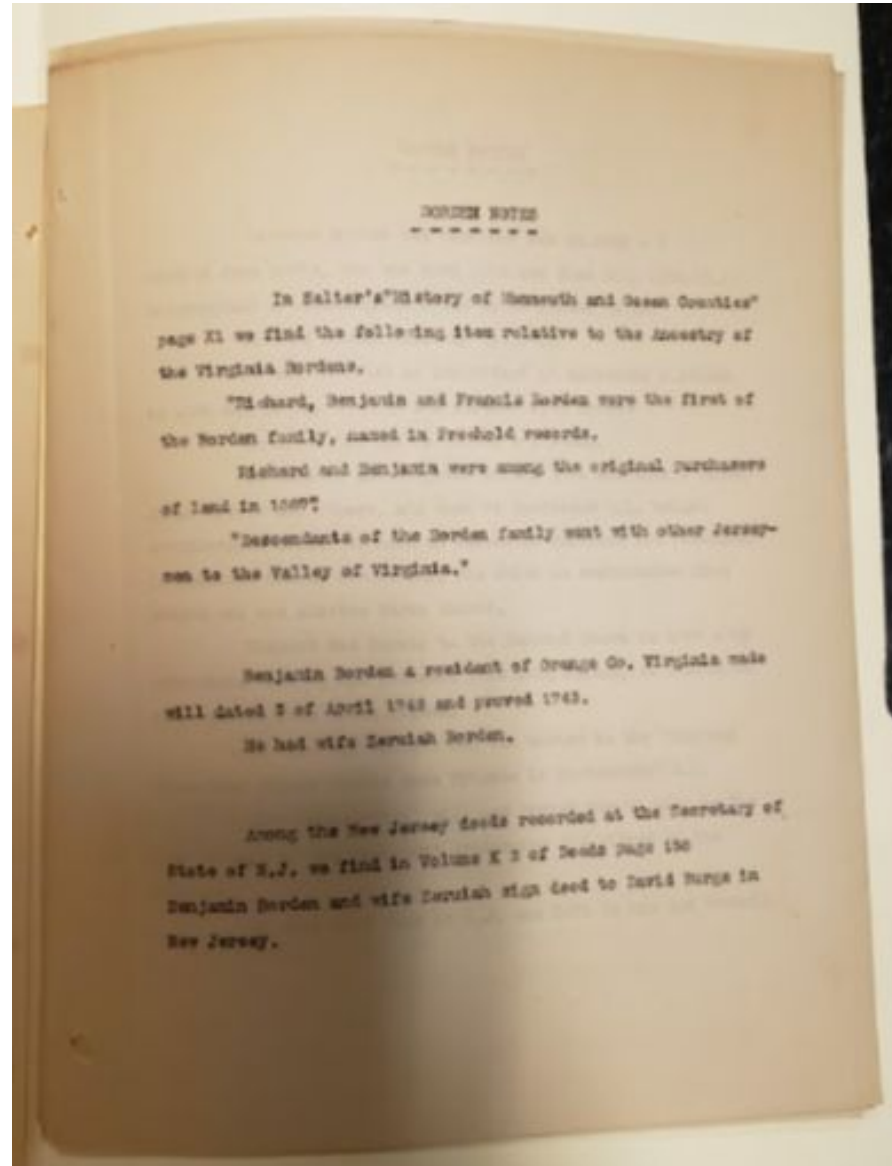 BORDEN NOTES
In Salter's "History of Monmouth and Ocean Counties"
page XI we find the following item relative to the Ancestry of
the Virginia Bordens.
"Richard, Benjamin and Francis Borden were the first of
the Borden family, named in Freehold records.
Richard and Benjamin were among the original purchasers
of land in
"Descendants of the Borden family went with other Jersey-
men to the Valley of Virginia."
Benjamin Borden a resident of Orange Co, Virginia made
will dated of April 1742 and proved 1743.
He had wife Zeruiah Borden.
Among the New Jersey deeds recorded at the Secretary of
State of N.J. we find in Volume K of Deeds page
Benjamin Borden and wife Zeruiah sign deed to David Burge in
New Jersey.